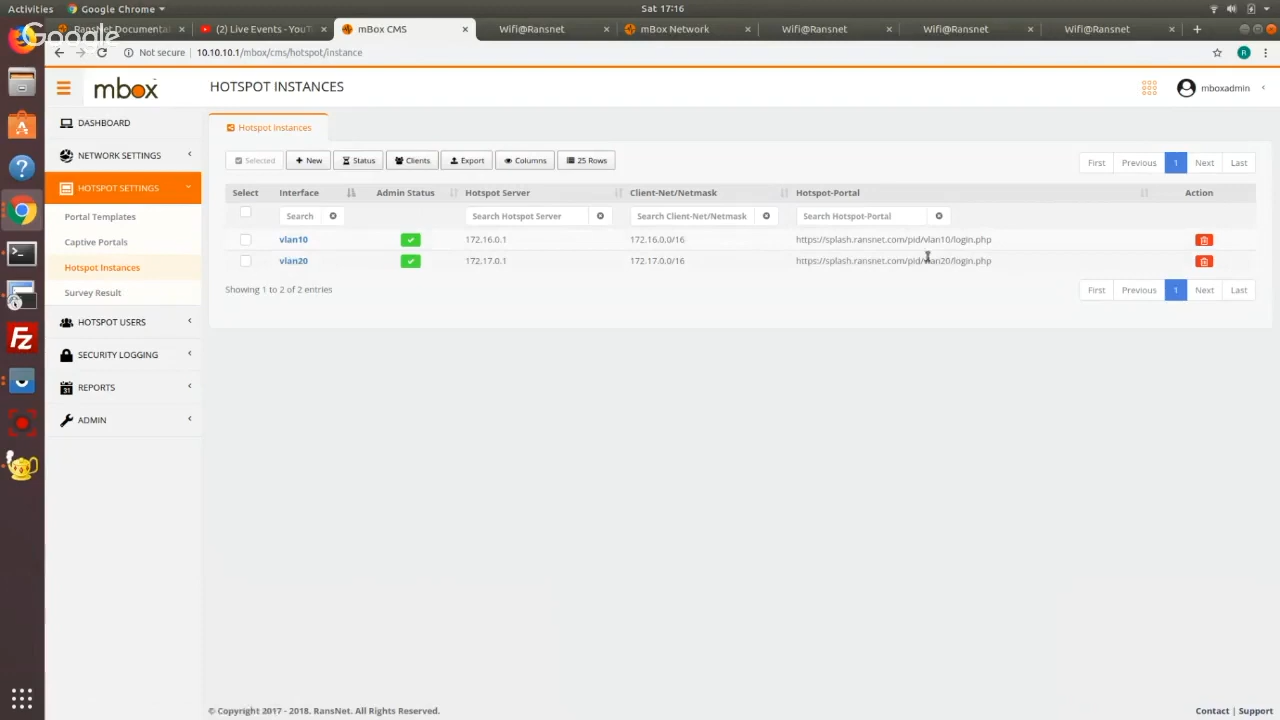 Activities Google Chrome Sat 17:16
Google
RansNet Documenta (2) Live Events - YouT mBox CMS Wifi@Ransnet mBox Network Wifi@Ransnet Wifi@Ransnet Wifi@Ransnet
Not secure 10.10.10.1/mbox/cms/hotspot/instance R
mbox HOTSPOT INSTANCES mboxadmin
DASHBOARD
NETWORK SETTINGS
HOTSPOT SETTINGS
Portal Templates
Captive Portals
Hotspot Instances
Survey Result
HOTSPOT USERS
SECURITY LOGGING
REPORTS
ADMIN
Hotspot Instances
Selected New Status Clients Export Columns 25 Rows First Previous 1 Next Last
Select Interface Admin Status Hotspot Server Client-Net/Netmask Hotspot-Portal Action
Search Search Hotspot Server Search Client-Net/Netmask Search Hotspot-Portal
vlan10 172.16.0.1 172.16.0.0/16 https://splash.ransnet.com/pid/vlan10/login.php
vlan20 172.17.0.1 172.17.0.0/16 https://splash.ransnet.com/pid/vlan20/login.php
Showing 1 to 2 of 2 entries First Previous 1 Next Last
© Copyright 2017 - 2018. RansNet. All Rights Reserved. Contact | Support